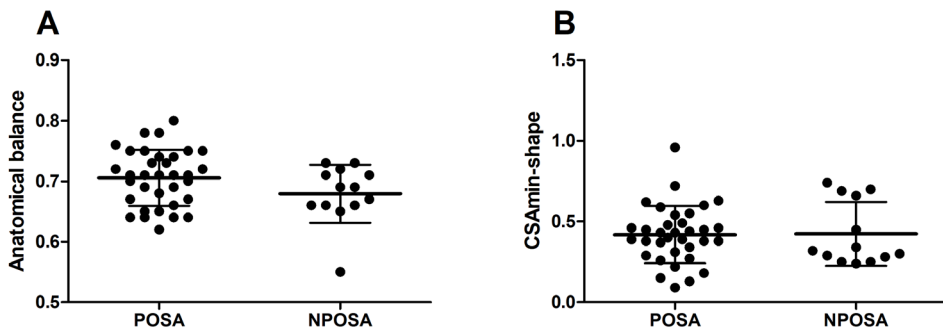 A
Anatomical balance
0.9
0.8
0.7
0.6
0.5
POSA
NPOSA
B
CSAmin-shape
1.5
1.0
0.5
0.0
POSA
NPOSA